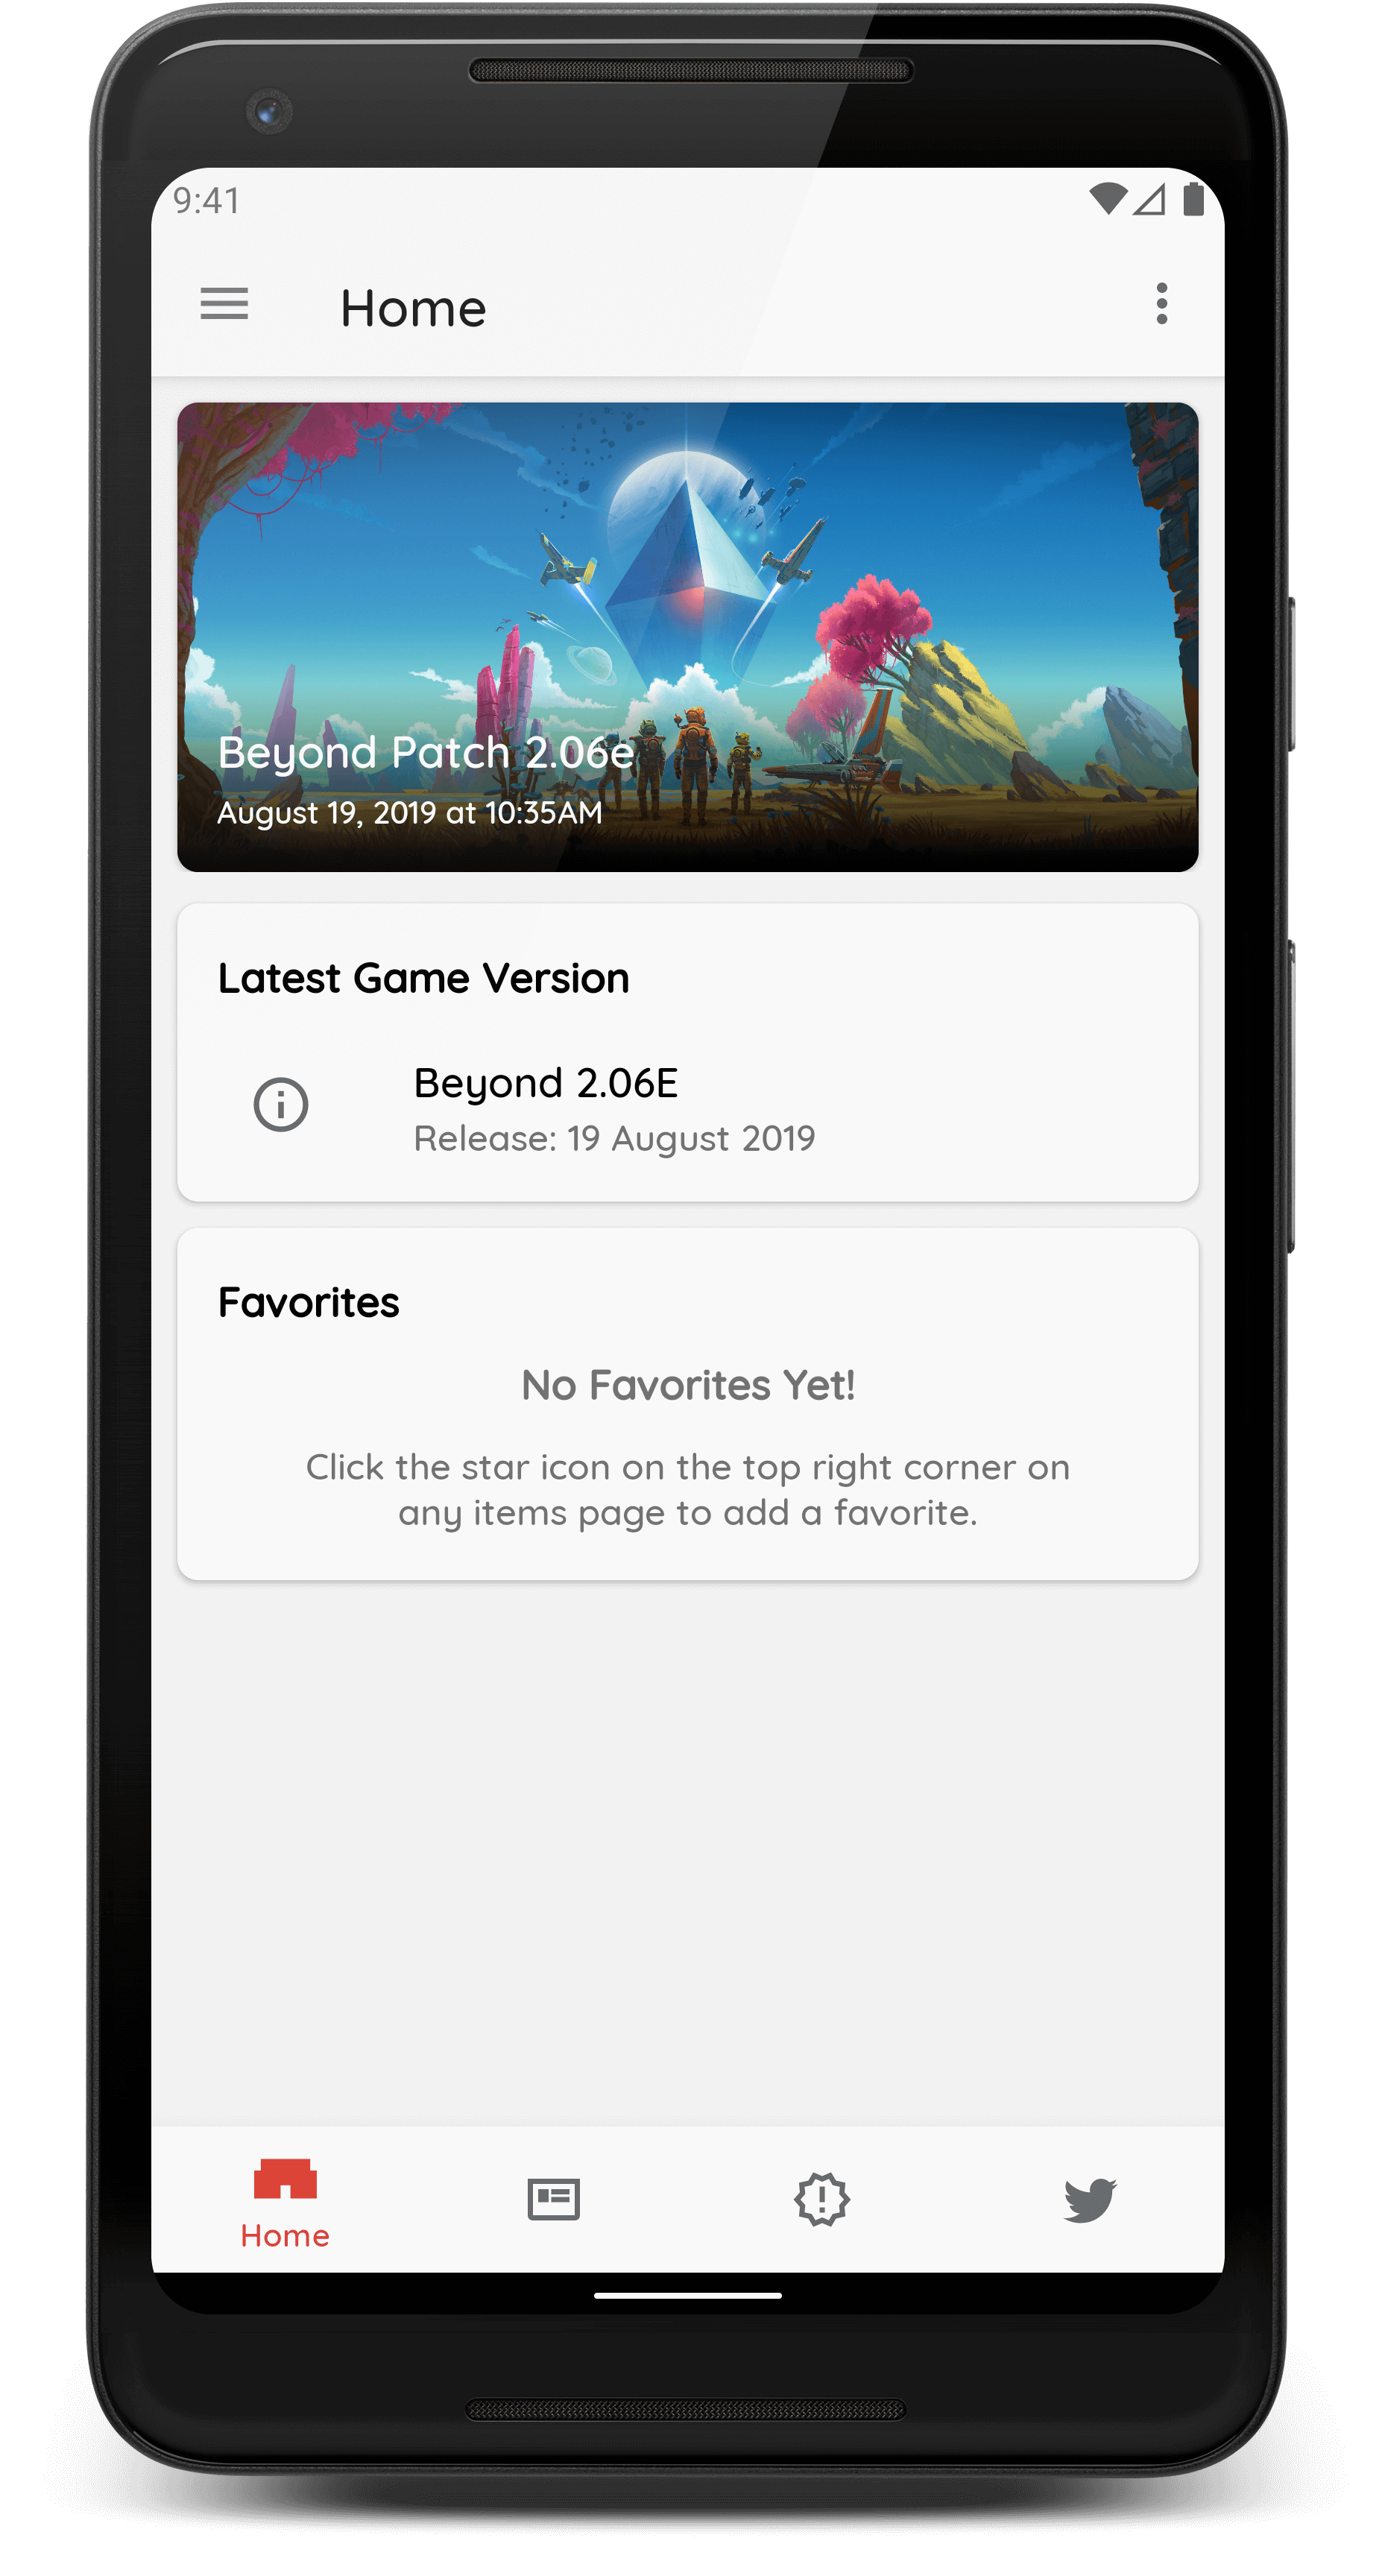 9:41
Home
Beyond Patch 2.06e
August 19, 2019 at 10:35AM
Latest Game Version
Beyond 2.06E
Release: 19 August 2019
Favorites
No Favorites Yet!
Click the star icon on the top right corner on
any items page to add a favorite.
Home